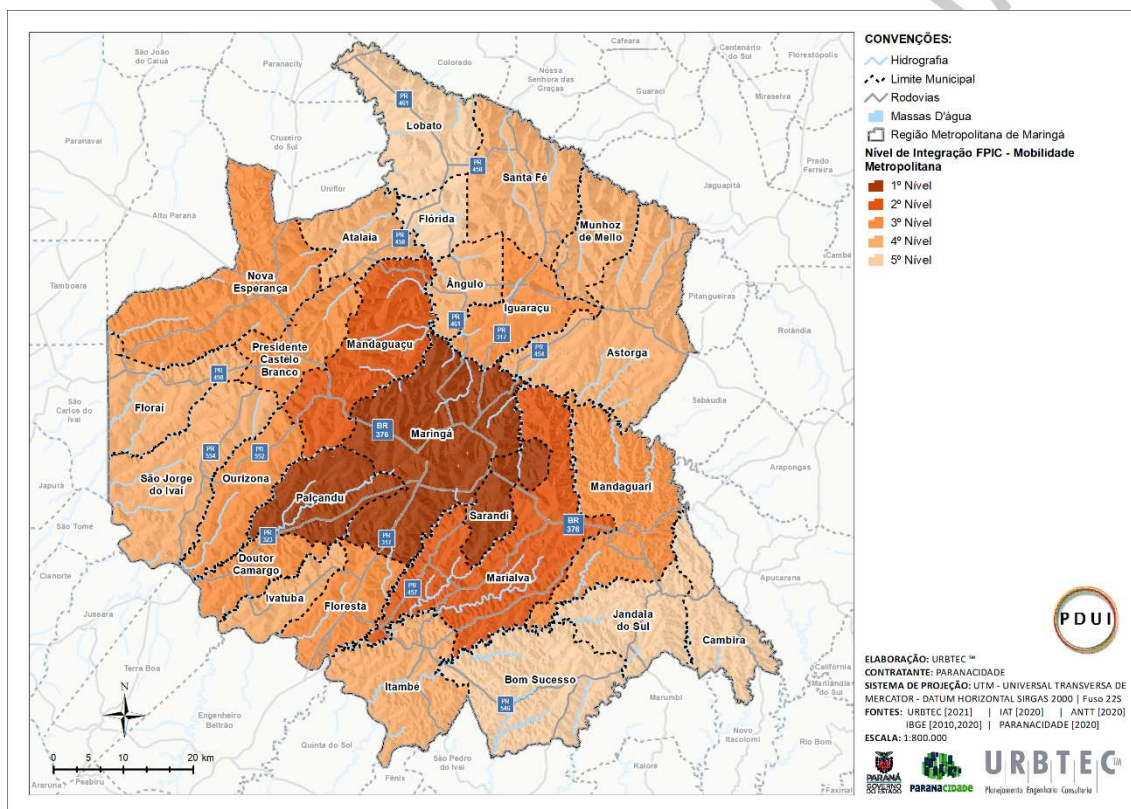 São João
do Caiuá
Paranacity
Colorado
Cafeara
Centenário
do Sul
Florestópolis
Nossa
Senhora das
Graças
Guaraci
Miraselva
Paranavaí
Cruzeiro
do Sul
PR
461
Lobato
PR
458
Santa Fé
Uniflor
Jaguapitã
Prado
Ferreira
Alto Paraná
Flórida
Munhoz
de Mello
Atalaia
PR
458
Cambé
Tamboara
Nova
Esperança
Ângulo
Iguaraçu
Pitangueiras
PR
461
PR
317
PR
454
Rolândia
Presidente
Castelo
Branco
Mandaguaçu
Astorga
PR
498
Floraí
São
Carlos do
Ivaí
Sabáudia
BR
376
Maringá
PR
554
PR
552
São Jorge
do Ivaí
Ourizona
Arapongas
Mandaguari
Japurá
Paiçandu
Sarandi
São Tomé
PR
323
PR
317
BR
376
Doutor
Camargo
Cianorte
Marialva
Apucarana
Ivatuba
PR
457
Floresta
Jussara
Jandaia
do Sul
Cambira
Terra Boa
Itambé
Bom Sucesso
Califórnia
Marilândia
do Sul
Marumbi
N
PR
546
Engenheiro
Beltrão
Novo
Itacolomi
Rio Bom
Quinta do Sol
São Pedro
do Ivaí
Kaloré
Fênix
Araruna
Peabiru
Faxinal
0 5 10 20 km
CONVENÇÕES:
Hidrografia
Limite Municipal
Rodovias
Massas D'água
Região Metropolitana de Maringá
Nível de Integração FPIC - Mobilidade
Metropolitana
1º Nível
2º Nível
3º Nível
4º Nível
5º Nível
PDUI
ELABORAÇÃO: URBTEC ™
CONTRATANTE: PARANACIDADE
SISTEMA DE PROJEÇÃO: UTM - UNIVERSAL TRANSVERSA DE
MERCATOR - DATUM HORIZONTAL SIRGAS 2000 | Fuso 22S
FONTES: URBTEC [2021] | IAT [2020] | ANTT [2020]
IBGE [2010,2020] | PARANACIDADE [2020]
ESCALA: 1:800.000
PARANÁ
GOVERNO
DO ESTADO
PARANACIDADE
URBTEC™
Planejamento Engenharia Consultoria